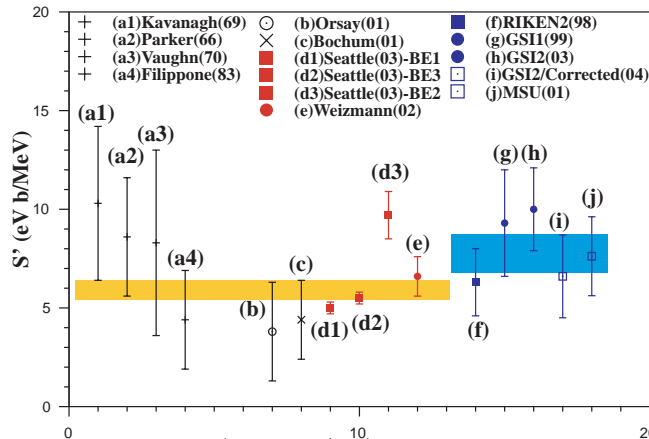 20
15
10
5
0
S' (eV b/MeV)
(a1)Kavanagh(69)
(a2)Parker(66)
(a3)Vaughn(70)
(a4)Filippone(83)
(b)Orsay(01)
(c)Bochum(01)
(d1)Seattle(03)-BE1
(d2)Seattle(03)-BE3
(d3)Seattle(03)-BE2
(e)Weizmann(02)
(f)RIKEN2(98)
(g)GSI1(99)
(h)GSI2(03)
(i)GSI2/Corrected(04)
(j)MSU(01)
(a1)
(a2)
(a3)
(a4)
(b)
(c)
(d1)
(d2)
(d3)
(e)
(f)
(g)
(h)
(i)
(j)
0
10
20